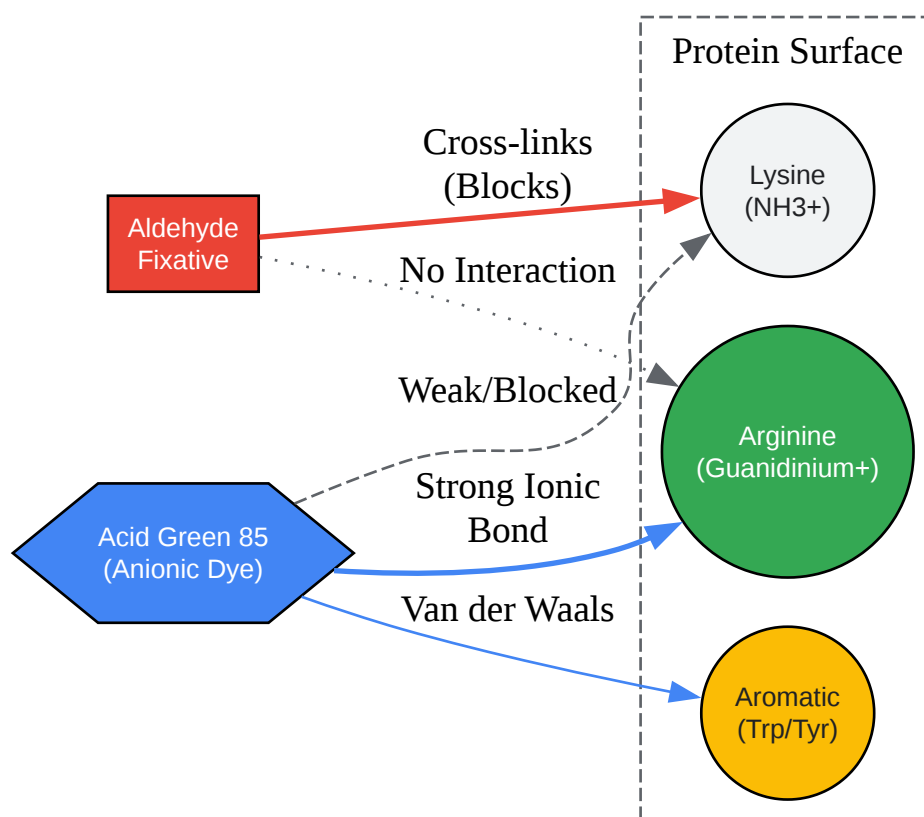 Protein Surface
Cross-links
(Blocks)
Lysine
(NH3+)
Aldehyde
Fixative
No Interaction
Weak/Blocked
Arginine
(Guanidinium+)
Strong Ionic
Bond
Acid Green 85
(Anionic Dye)
Van der Waals
Aromatic
(Trp/Tyr)